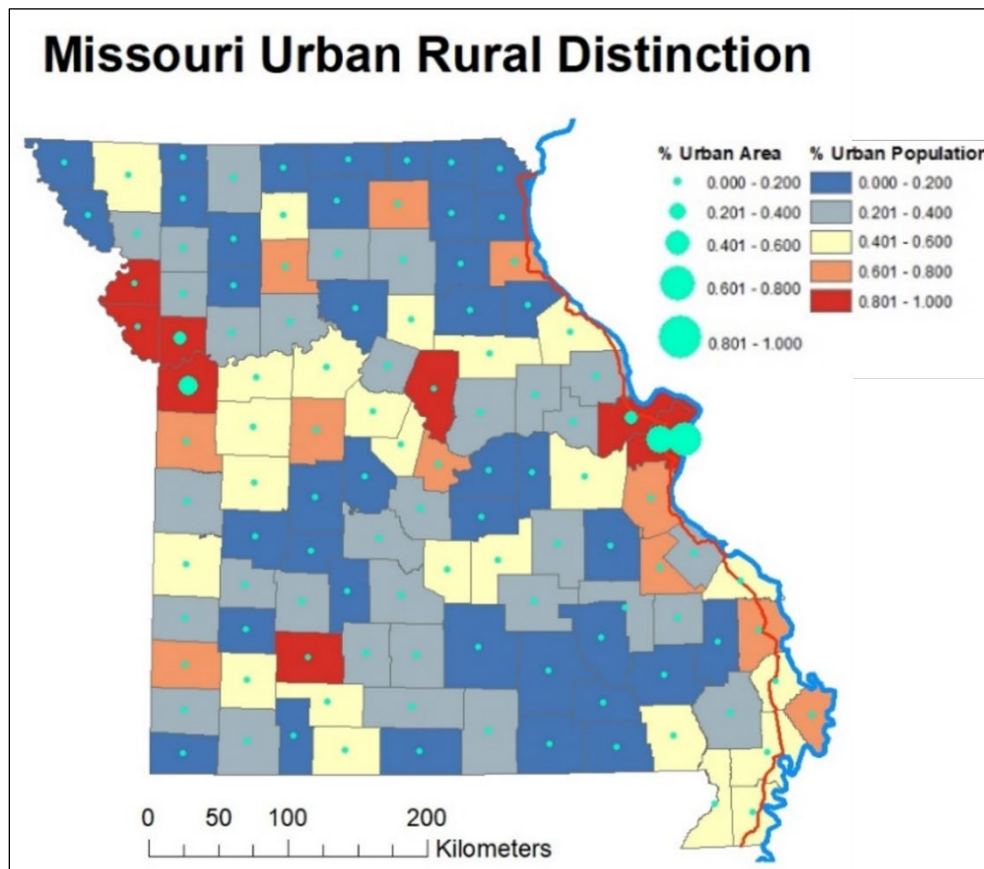 Missouri Urban Rural Distinction
% Urban Area
0.000 - 0.200
0.201 - 0.400
0.401 - 0.600
0.601 - 0.800
0.801 - 1.000
% Urban Population
0.000 - 0.200
0.201 - 0.400
0.401 - 0.600
0.601 - 0.800
0.801 - 1.000
0 50 100 200
Kilometers